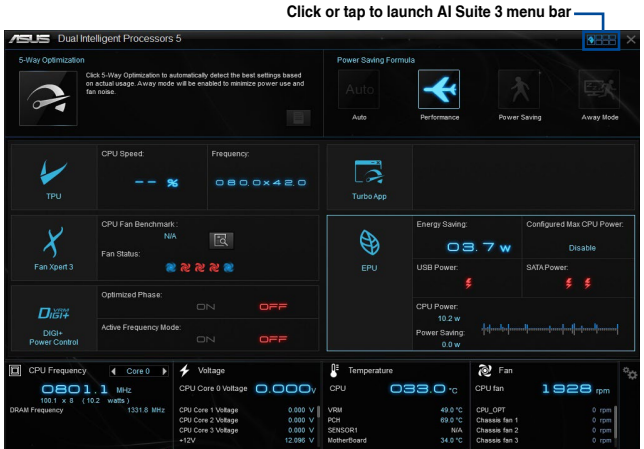 Click or tap to launch AI Suite 3 menu bar
ASUS Dual Intelligent Processors 5
5-Way Optimization
Click 5-Way Optimization to automatically detect the best settings based
on actual usage. Away mode will be enabled to minimize power use and
fan noise.
Power Saving Formula
Auto
Auto
Performance
Power Saving
Away Mode
TPU
CPU Speed:
-- %
Frequency:
080.0x42.0
Turbo App
Fan Xpert 3
CPU Fan Benchmark :
N/A
Fan Status:
EPU
Energy Saving:
03.7 w
Configured Max CPU Power:
Disable
USB Power:
SATA Power:
CPU Power:
10.2 w
Power Saving:
0.0 w
DIGI+ VRM
DIGI+
Power Control
Optimized Phase:
ON OFF
Active Frequency Mode:
ON OFF
CPU Frequency
Core 0
0801.1 MHz
100.1 x 8 (10.2 watts)
DRAM Frequency 1331.8 MHz
Voltage
CPU Core 0 Voltage 0.000 V
CPU Core 1 Voltage 0.000 V
CPU Core 2 Voltage 0.000 V
CPU Core 3 Voltage 0.000 V
+12V 12.096 V
Temperature
CPU 033.0 °C
VRM 49.0 °C
PCH 69.0 °C
SENSOR1 N/A
MotherBoard 34.0 °C
Fan
CPU fan 1928 rpm
CPU_OPT 0 rpm
Chassis fan 1 0 rpm
Chassis fan 2 0 rpm
Chassis fan 3 0 rpm